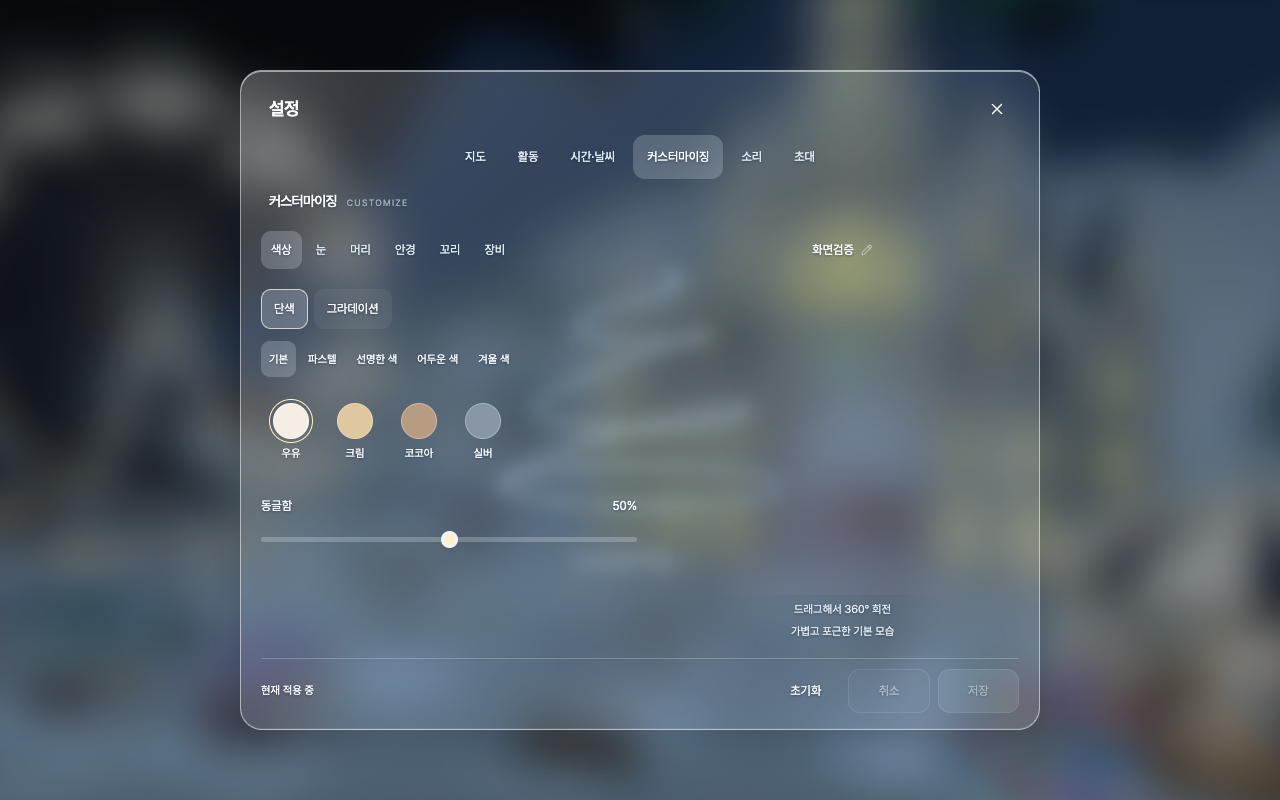 설정
지도 활동 시간·날씨 커스터마이징 소리 초대
커스터마이징 CUSTOMIZE
색상 눈 머리 안경 꼬리 장비
화면검증
단색 그라데이션
기본 파스텔 선명한 색 어두운 색 겨울 색
우유 크림 코코아 실버
동글함 50%
드래그해서 360° 회전
가볍고 포근한 기본 모습
현재 적용 중 초기화 취소 저장